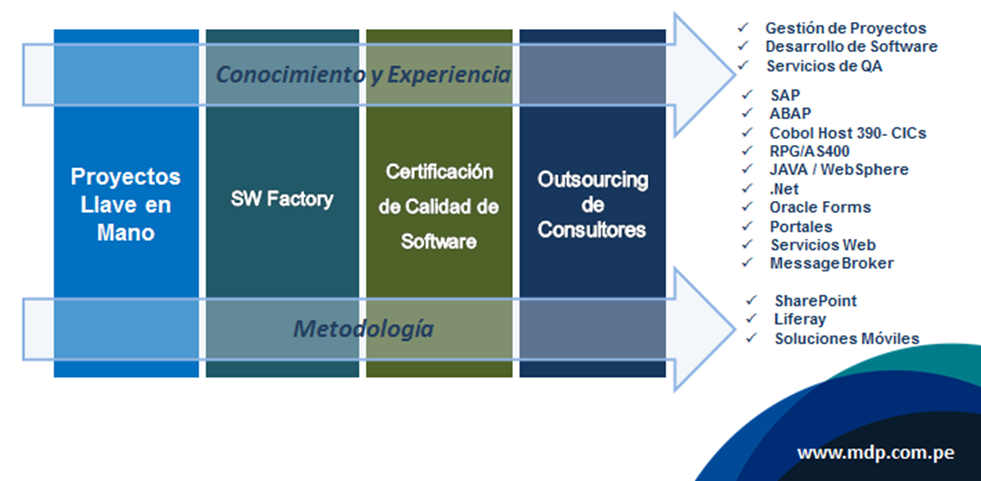 Conocimiento y Experiencia
Proyectos
Llave en
Mano
SW Factory
Certificación
de Calidad de
Software
Outsourcing
de
Consultores
Metodología
✓ Gestión de Proyectos
✓ Desarrollo de Software
✓ Servicios de QA
✓ SAP
✓ ABAP
✓ Cobol Host 390- CICs
✓ RPG/AS400
✓ JAVA / WebSphere
✓ .Net
✓ Oracle Forms
✓ Portales
✓ Servicios Web
✓ MessageBroker
✓ SharePoint
✓ Liferay
✓ Soluciones Móviles
www.mdp.com.pe